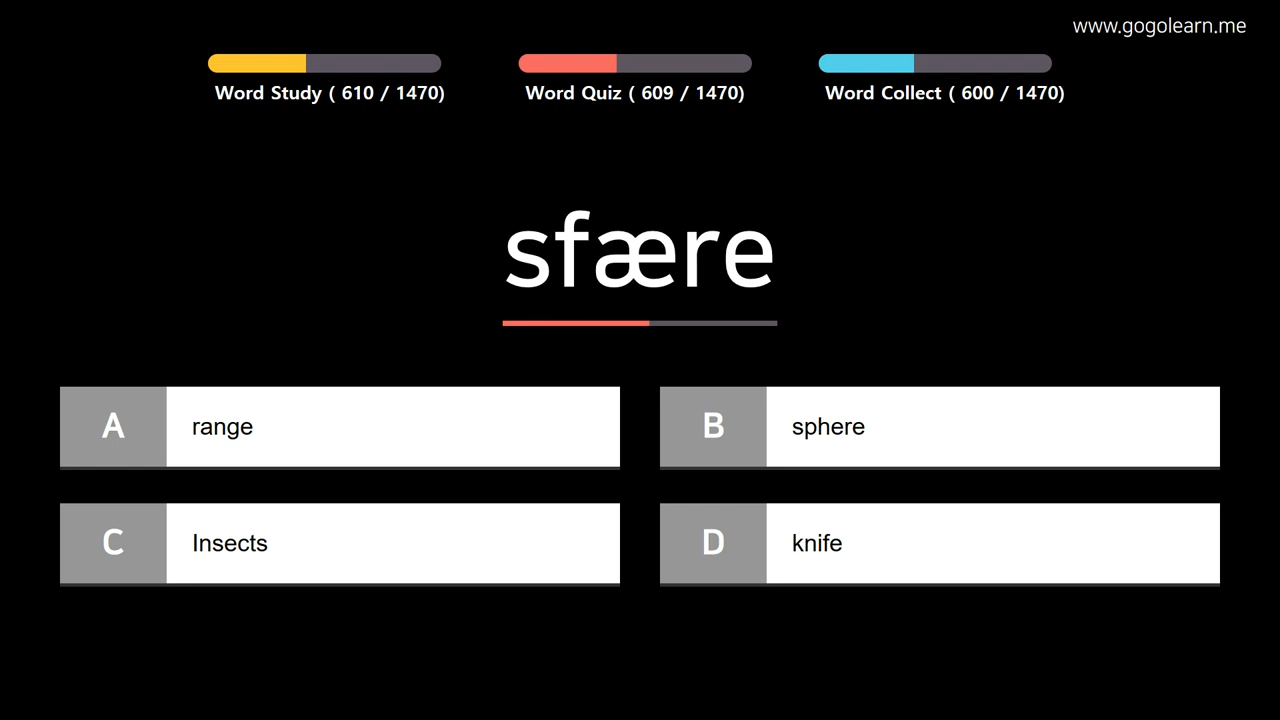 www.gogolearn.me
Word Study ( 610 / 1470)
Word Quiz ( 609 / 1470)
Word Collect ( 600 / 1470)
sfære
A
range
B
sphere
C
Insects
D
knife